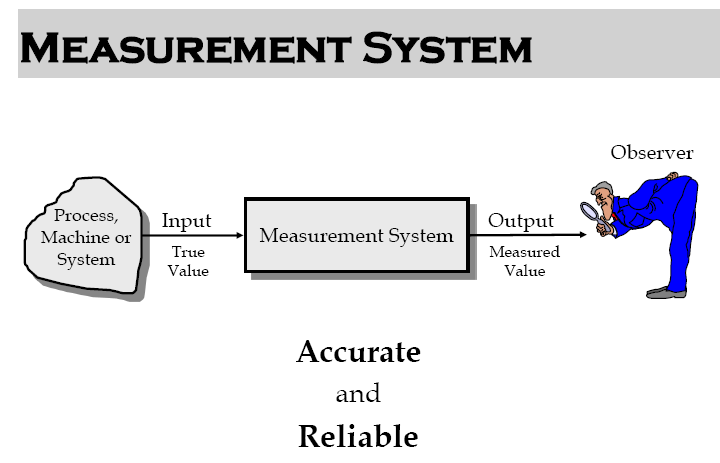 MEASUREMENT SYSTEM
Observer
Process,
Machine or
System
Input
True
Value
Measurement System
Output
Measured
Value
Accurate
and
Reliable